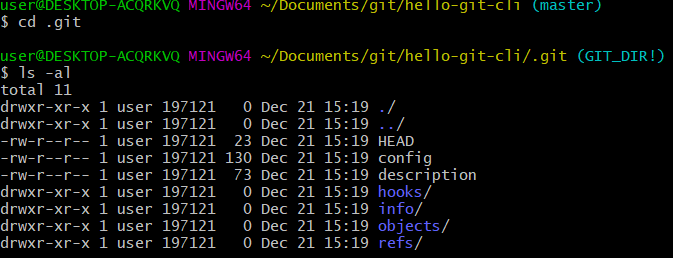 user@DESKTOP-ACQRKVQ MINGW64 ~/Documents/git/hello-git-cli (master)
$ cd .git
user@DESKTOP-ACQRKVQ MINGW64 ~/Documents/git/hello-git-cli/.git (GIT_DIR!)
$ ls -al
total 11
drwxr-xr-x 1 user 197121   0 Dec 21 15:19 ./
drwxr-xr-x 1 user 197121   0 Dec 21 15:19 ../
-rw-r--r-- 1 user 197121  23 Dec 21 15:19 HEAD
-rw-r--r-- 1 user 197121 130 Dec 21 15:19 config
-rw-r--r-- 1 user 197121  73 Dec 21 15:19 description
drwxr-xr-x 1 user 197121   0 Dec 21 15:19 hooks/
drwxr-xr-x 1 user 197121   0 Dec 21 15:19 info/
drwxr-xr-x 1 user 197121   0 Dec 21 15:19 objects/
drwxr-xr-x 1 user 197121   0 Dec 21 15:19 refs/